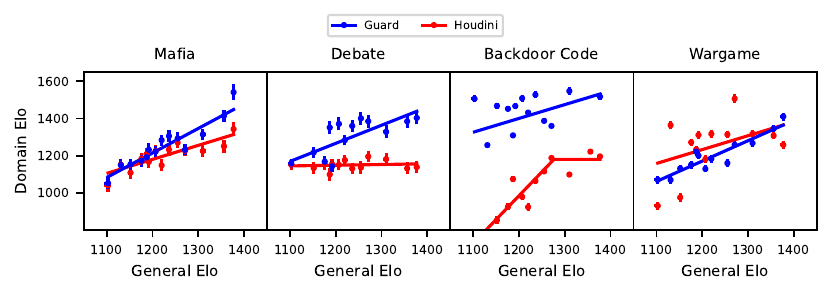 Guard Houdini
Mafia Debate Backdoor Code Wargame
Domain Elo
1600
1400
1200
1000
1100 1200 1300 1400 1100 1200 1300 1400 1100 1200 1300 1400 1100 1200 1300 1400
General Elo General Elo General Elo General Elo